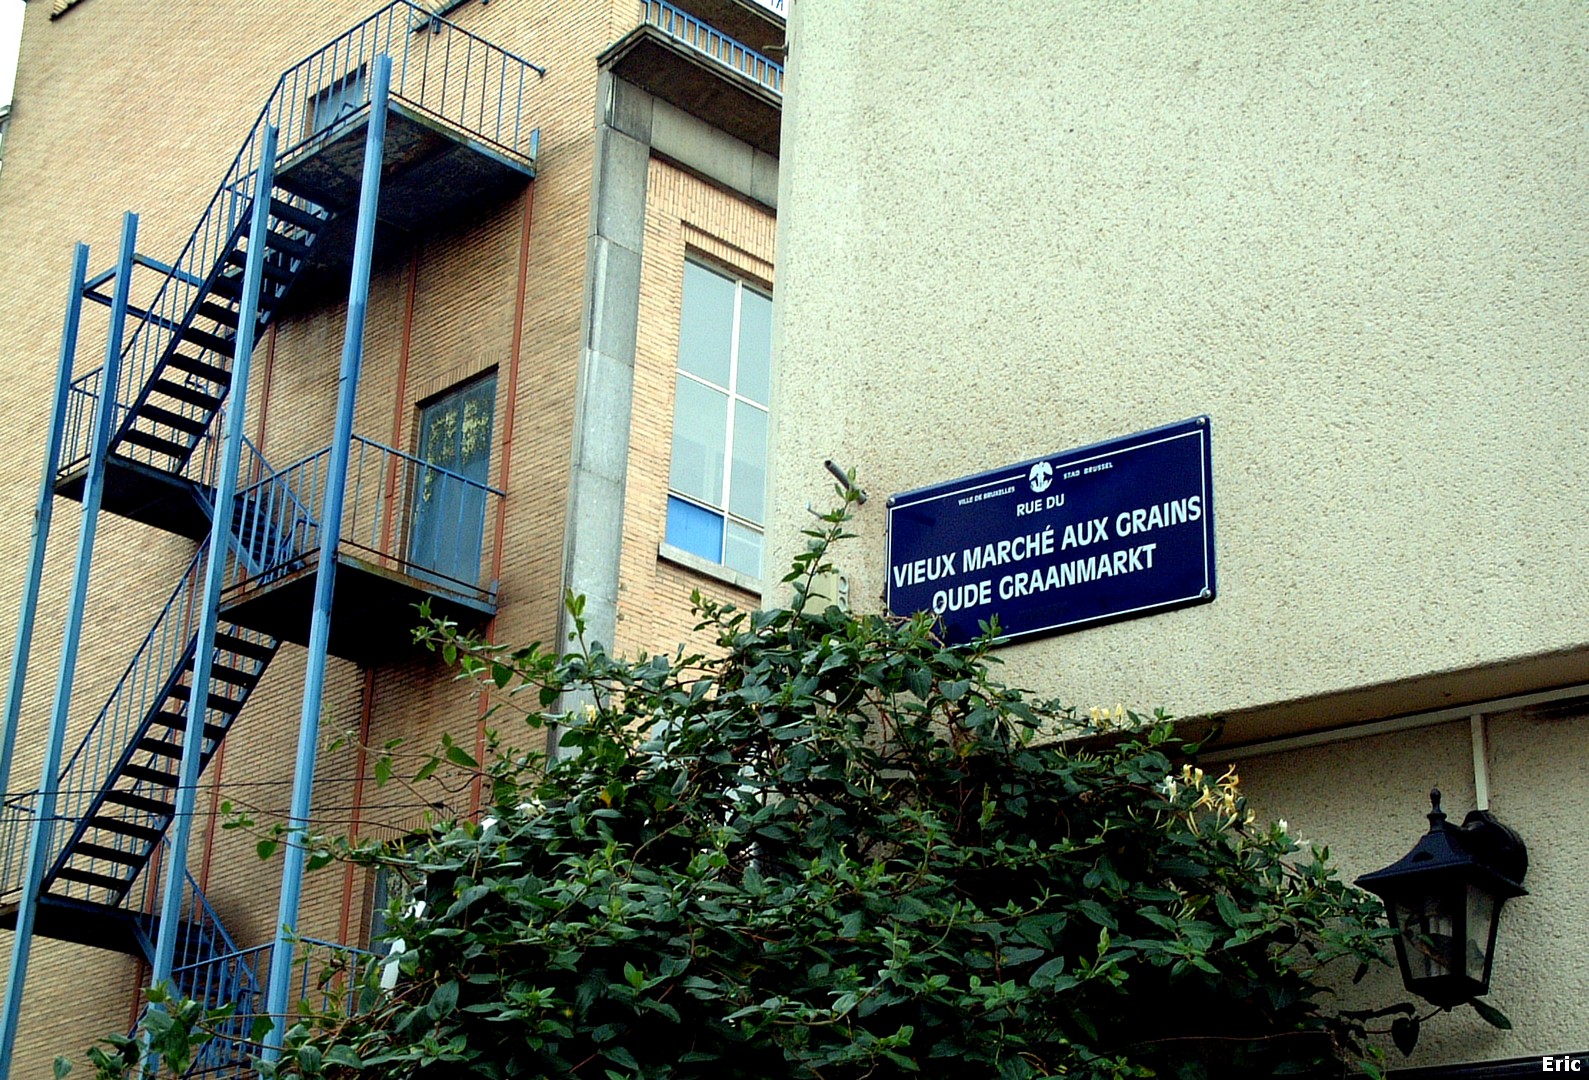 VILLE DE BRUXELLES STAD BRUSSEL
RUE DU
VIEUX MARCHÉ AUX GRAINS
OUDE GRAANMARKT
Eric